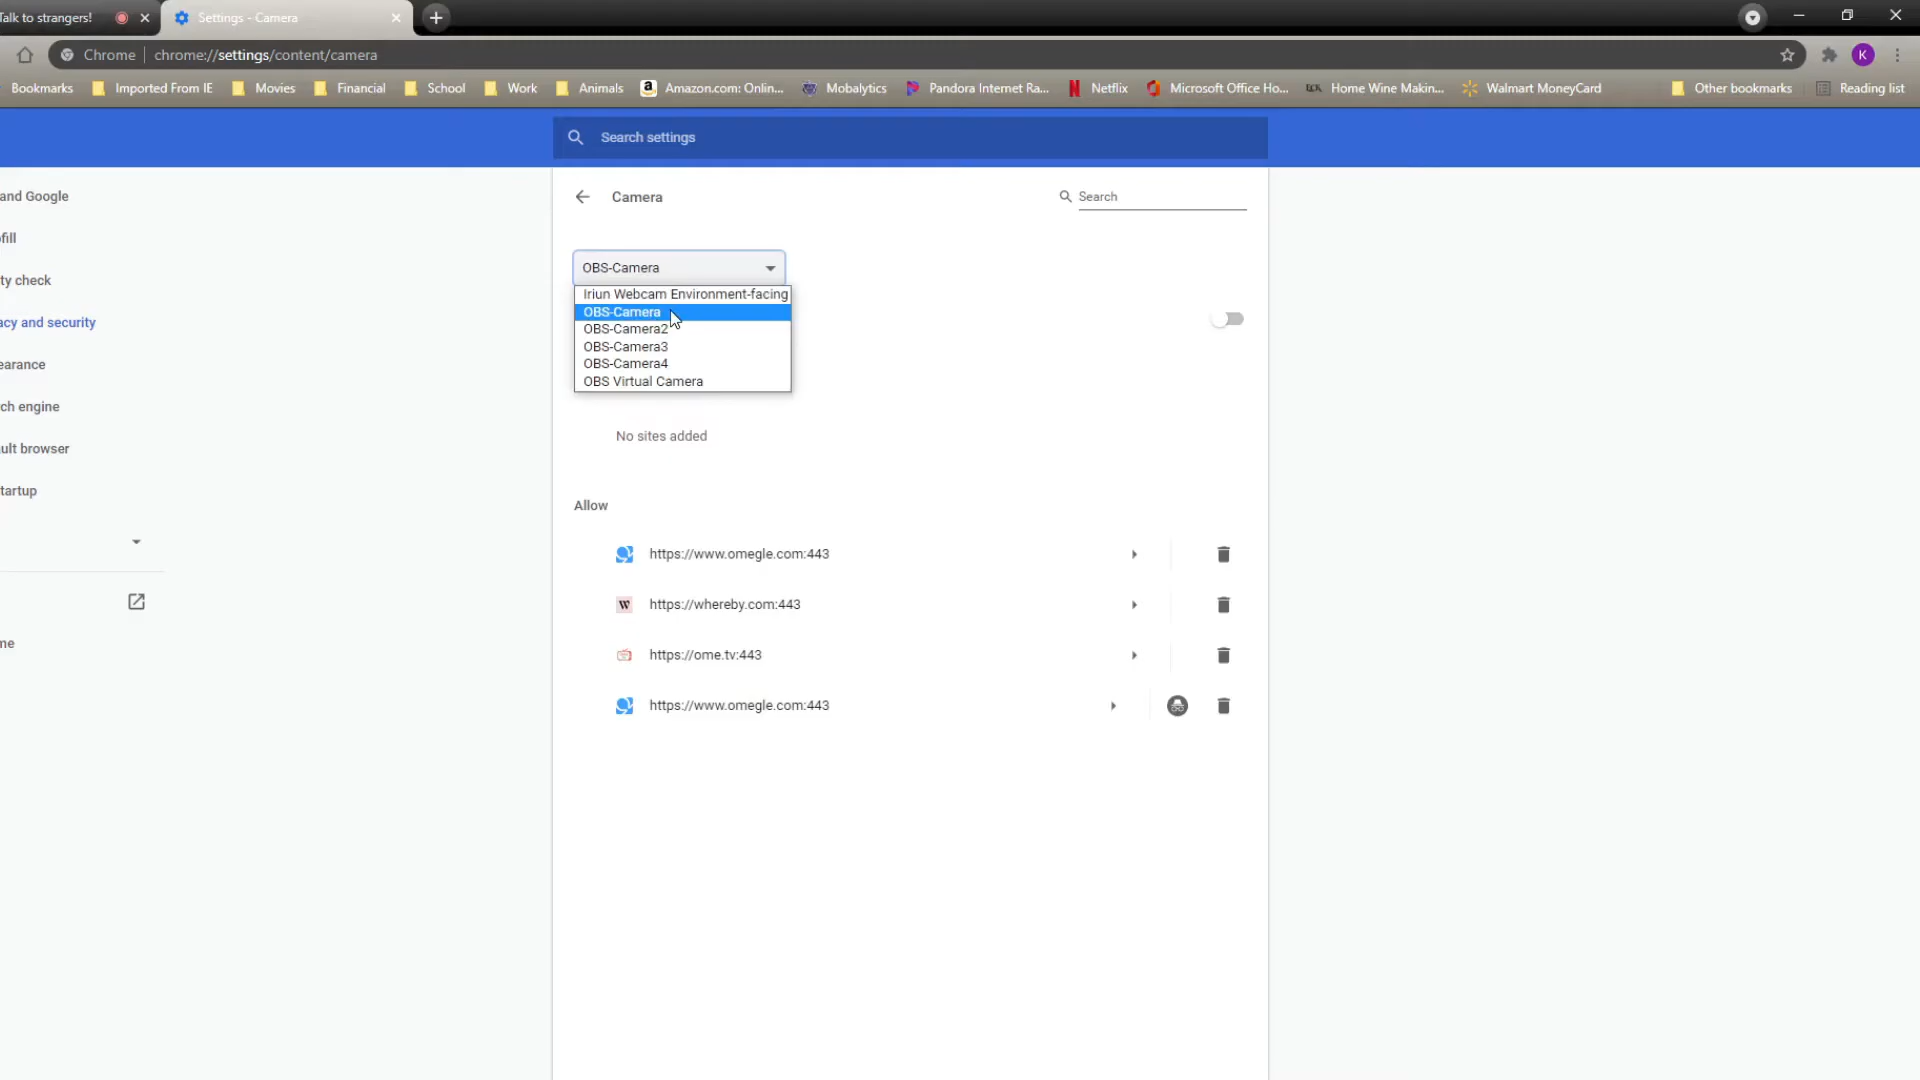 Talk to strangers!
Settings - Camera
Chrome chrome://settings/content/camera
K
Bookmarks Imported From IE Movies Financial School Work Animals Amazon.com: Onlin... Mobalytics Pandora Internet Ra... Netflix Microsoft Office Ho... Home Wine Makin... Walmart MoneyCard Other bookmarks Reading list
Search settings
and Google
fill
ty check
acy and security
earance
ch engine
ult browser
tartup
me
Camera
Search
OBS-Camera
Iriun Webcam Environment-facing
OBS-Camera
OBS-Camera2
OBS-Camera3
OBS-Camera4
OBS Virtual Camera
No sites added
Allow
https://www.omegle.com:443
https://whereby.com:443
https://ome.tv:443
https://www.omegle.com:443